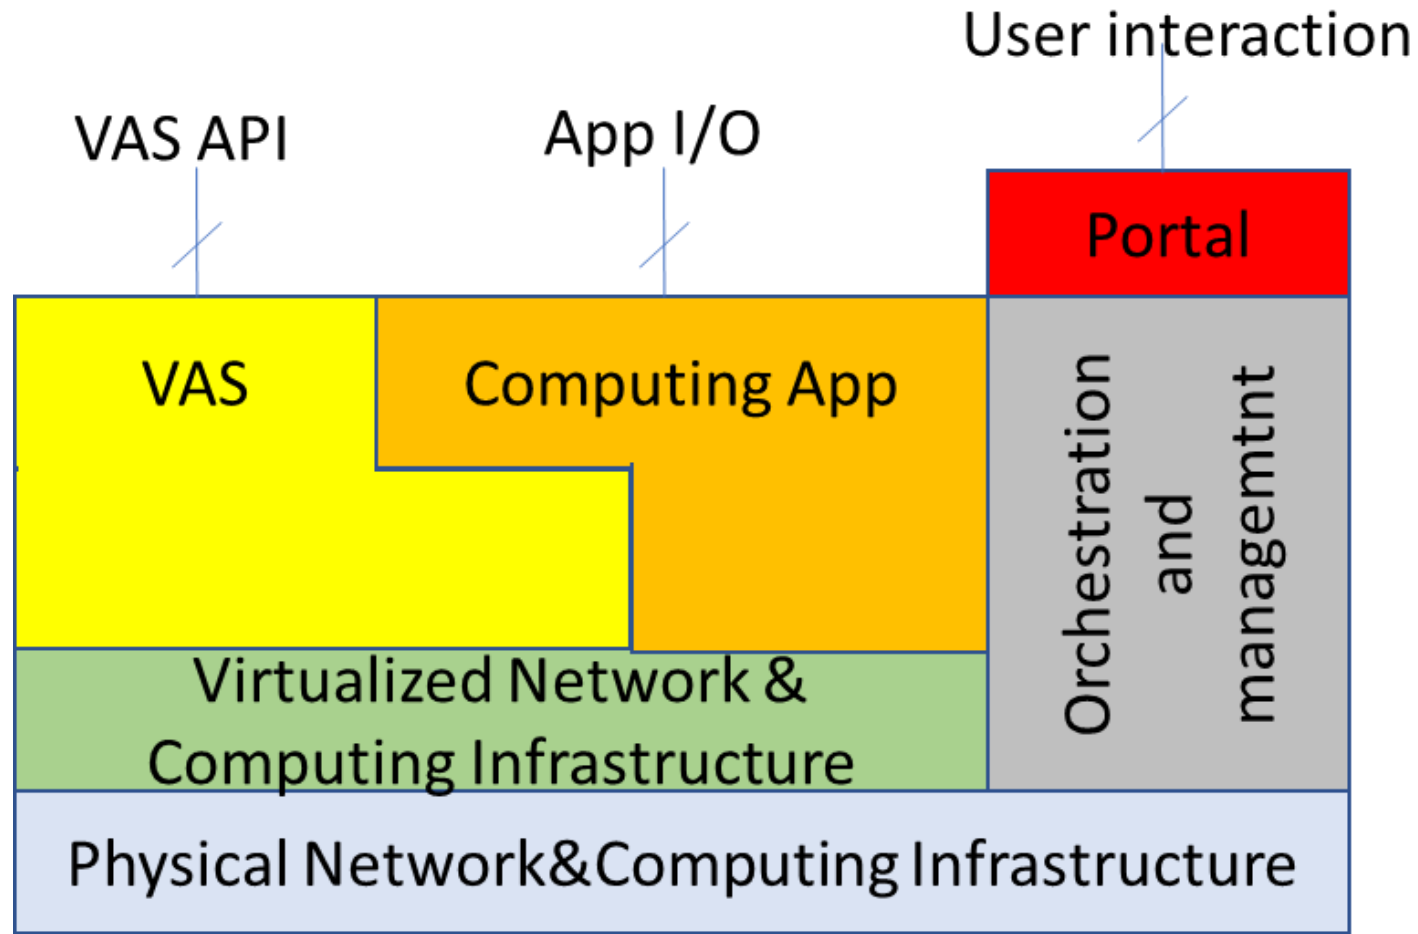 User interaction
VAS API
App I/O
Portal
VAS
Computing App
Orchestration
and
managemtnt
Virtualized Network &
Computing Infrastructure
Physical Network&Computing Infrastructure